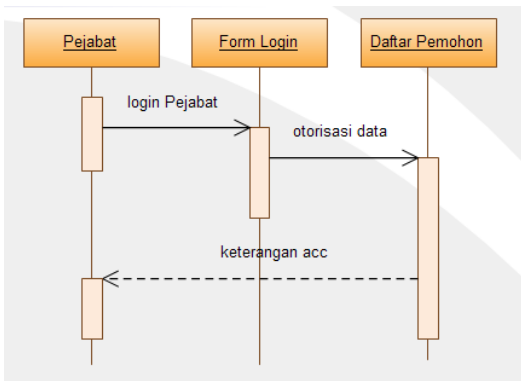 Pejabat
Form Login
Daftar Pemohon
login Pejabat
otorisasi data
keterangan acc